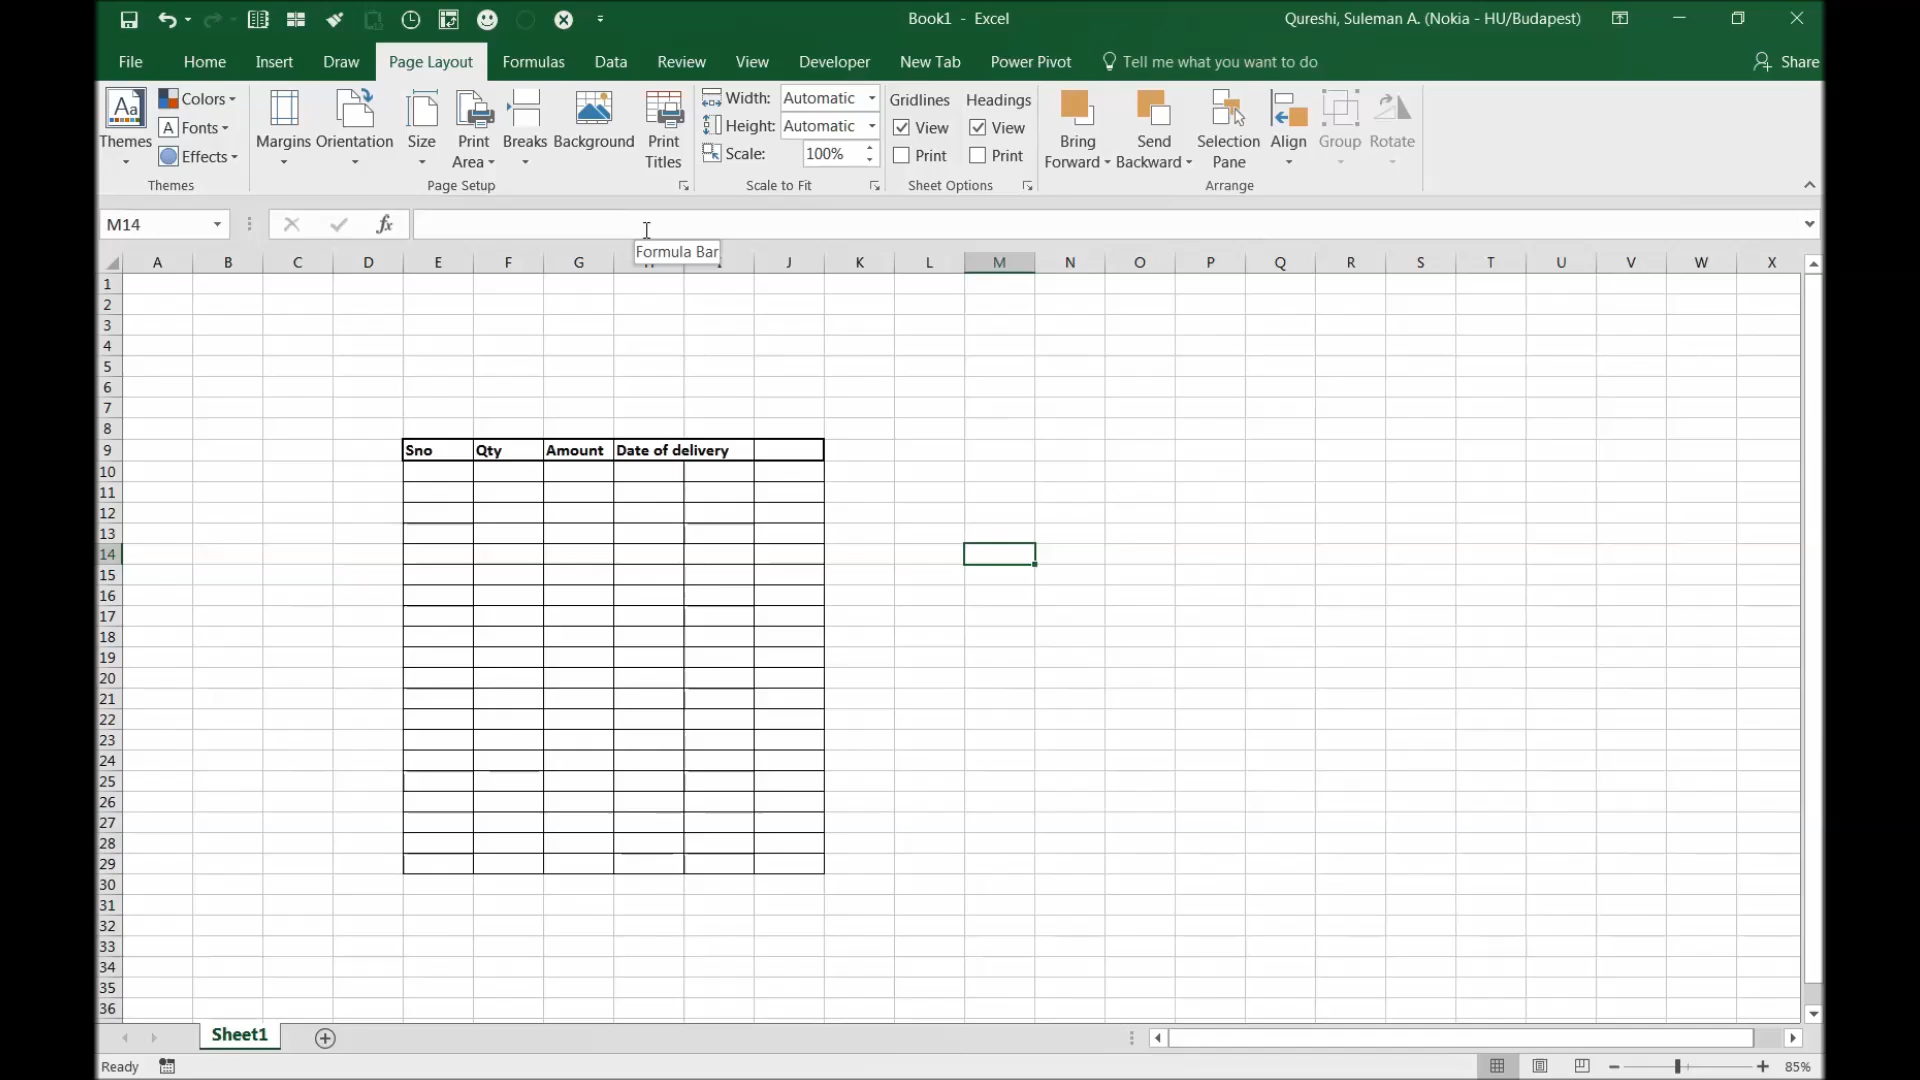 Book1 - Excel
Qureshi, Suleman A. (Nokia - HU/Budapest)
File Home Insert Draw Page Layout Formulas Data Review View Developer New Tab Power Pivot Tell me what you want to do Share
Aa
Themes
Colors
A Fonts
Effects
Themes
Margins
Orientation
Size
Print Area
Breaks
Background
Print Titles
Page Setup
Width: Automatic
Height: Automatic
Scale: 100%
Scale to Fit
Gridlines
View
Print
Headings
View
Print
Sheet Options
Bring Forward
Send Backward
Selection Pane
Align
Group
Rotate
Arrange
M14
fx
Formula Bar
A B C D E F G H I J K L M N O P Q R S T U V W X
1
2
3
4
5
6
7
8
9 Sno Qty Amount Date of delivery
10
11
12
13
14
15
16
17
18
19
20
21
22
23
24
25
26
27
28
29
30
31
32
33
34
35
36
Sheet1
Ready
85%